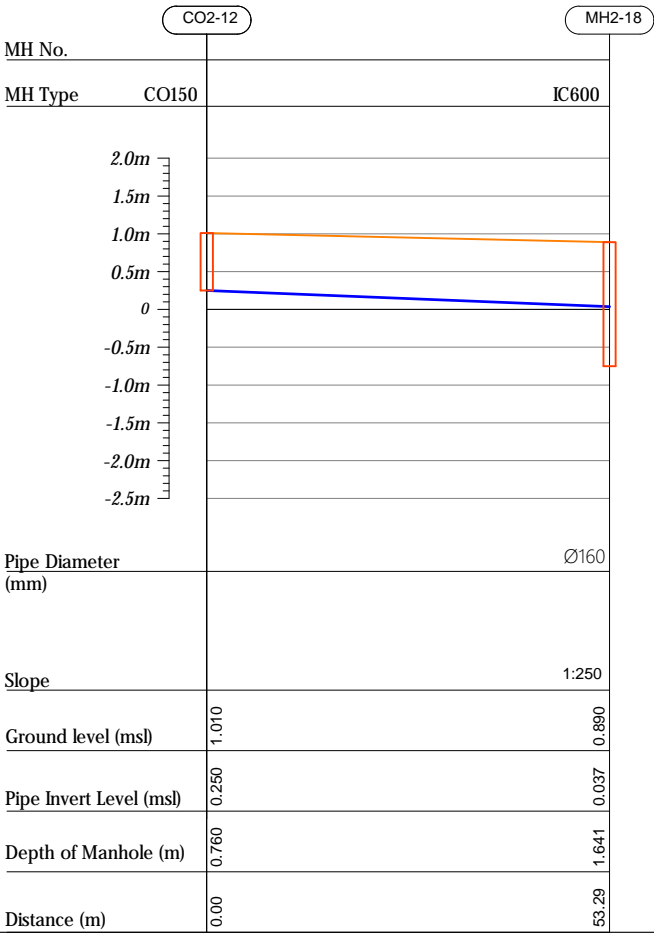 CO2-12 MH2-18
MH No.
MH Type CO150 IC600
2.0m
1.5m
1.0m
0.5m
0
-0.5m
-1.0m
-1.5m
-2.0m
-2.5m
Pipe Diameter Ø160
(mm)
Slope 1:250
Ground level (msl) 1.010 0.890
Pipe Invert Level (msl) 0.250 0.037
Depth of Manhole (m) 0.760 1.641
Distance (m) 0.00 53.29